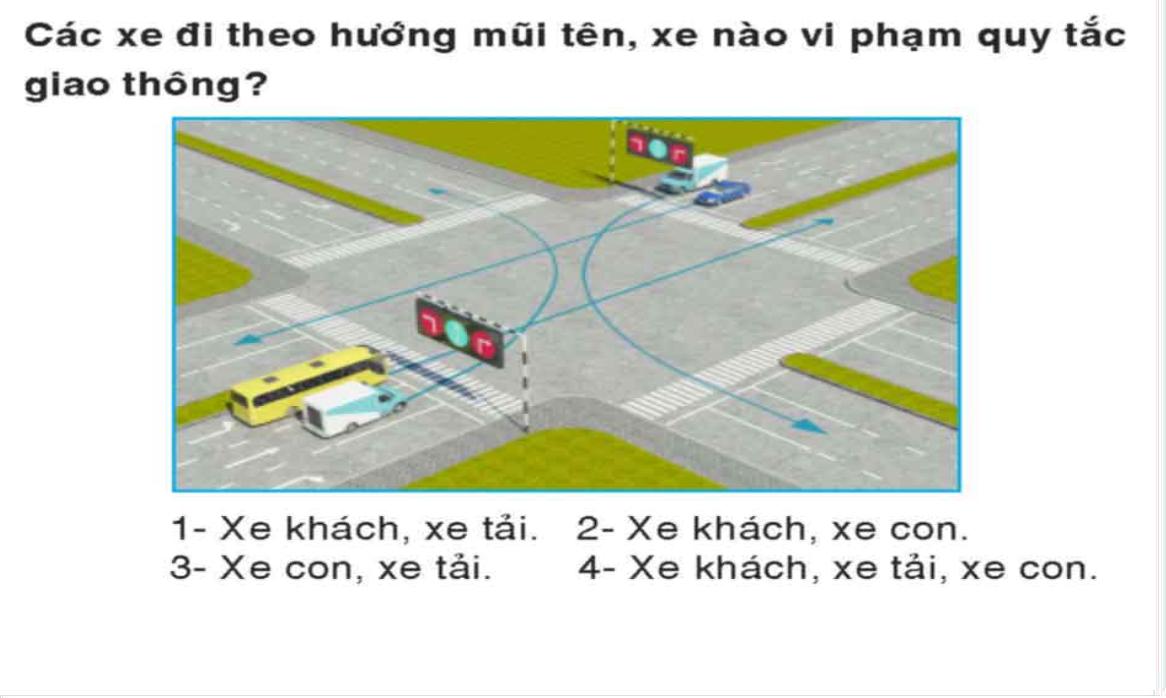 Các xe đi theo hướng mũi tên, xe nào vi phạm quy tắc
giao thông?
1- Xe khách, xe tải. 2- Xe khách, xe con.
3- Xe con, xe tải. 4- Xe khách, xe tải, xe con.